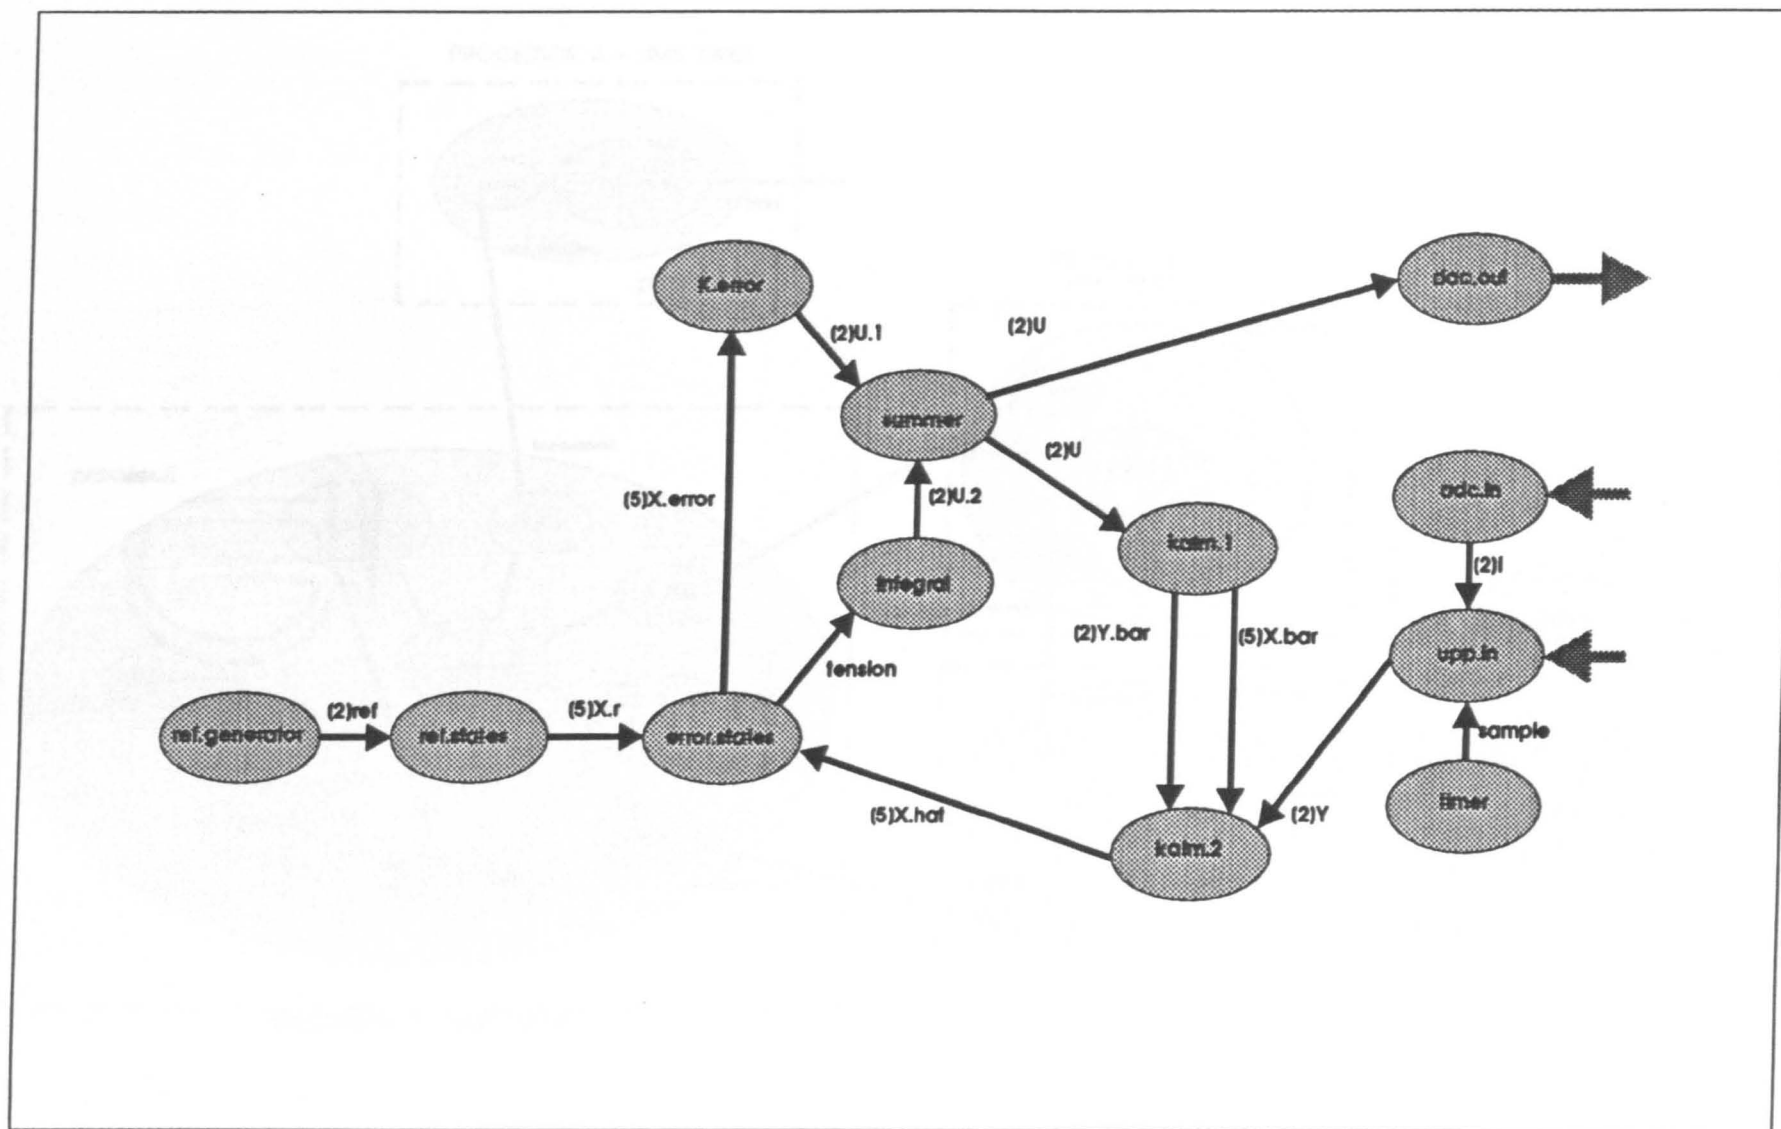 K.error
dac.out
(2)U.1
(2)U
summer
(2)U
adc.in
(5)X.error
(2)U.2
kalm.1
(2)I
integral
(2)Y.bar
(5)X.bar
upp.in
tension
(2)ref
(5)X.r
sample
ref.generator
ref.states
error.states
timer
(5)X.hat
(2)Y
kalm.2